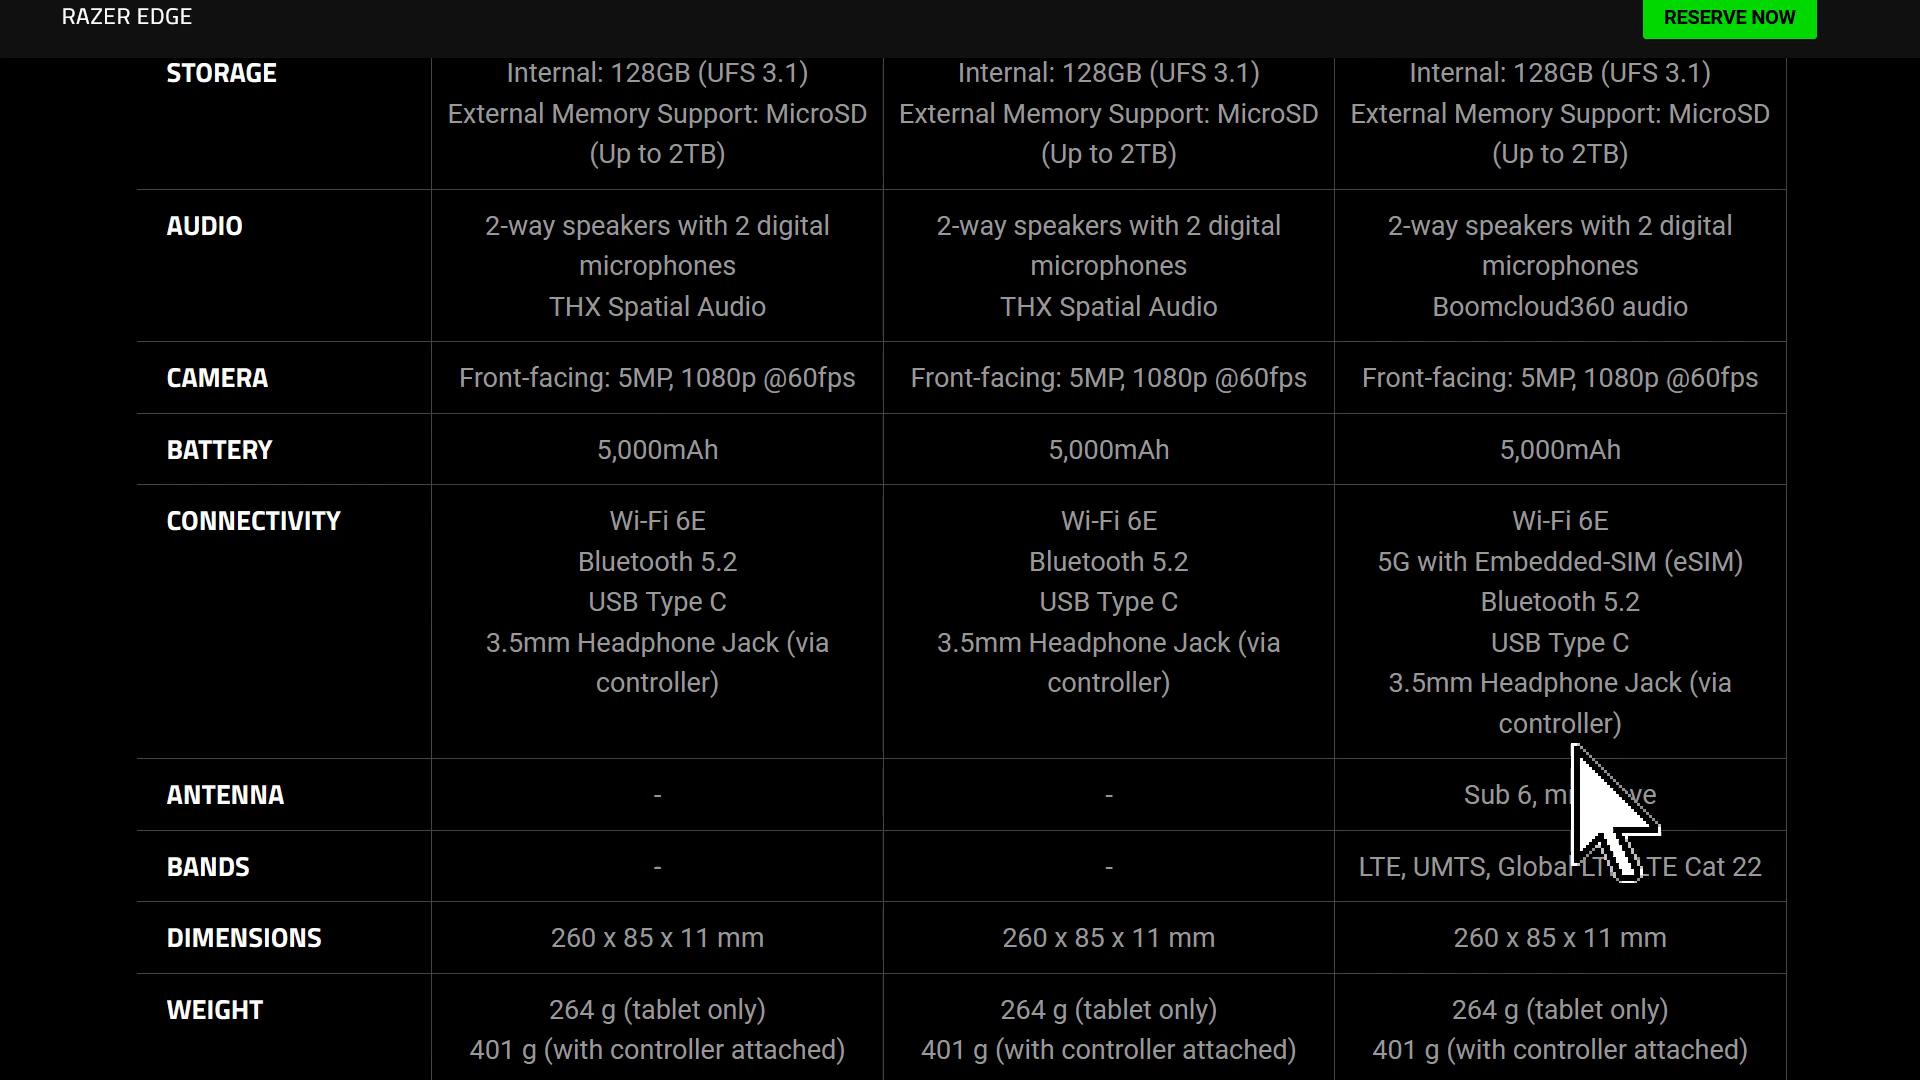 RAZER EDGE
RESERVE NOW
STORAGE
Internal: 128GB (UFS 3.1)
External Memory Support: MicroSD
(Up to 2TB)
Internal: 128GB (UFS 3.1)
External Memory Support: MicroSD
(Up to 2TB)
Internal: 128GB (UFS 3.1)
External Memory Support: MicroSD
(Up to 2TB)
AUDIO
2-way speakers with 2 digital
microphones
THX Spatial Audio
2-way speakers with 2 digital
microphones
THX Spatial Audio
2-way speakers with 2 digital
microphones
Boomcloud360 audio
CAMERA
Front-facing: 5MP, 1080p @60fps
Front-facing: 5MP, 1080p @60fps
Front-facing: 5MP, 1080p @60fps
BATTERY
5,000mAh
5,000mAh
5,000mAh
CONNECTIVITY
Wi-Fi 6E
Bluetooth 5.2
USB Type C
3.5mm Headphone Jack (via
controller)
Wi-Fi 6E
Bluetooth 5.2
USB Type C
3.5mm Headphone Jack (via
controller)
Wi-Fi 6E
5G with Embedded-SIM (eSIM)
Bluetooth 5.2
USB Type C
3.5mm Headphone Jack (via
controller)
ANTENNA
-
-
Sub 6,
BANDS
-
-
LTE, UMTS, Global Cat 22
DIMENSIONS
260 x 85 x 11 mm
260 x 85 x 11 mm
260 x 85 x 11 mm
WEIGHT
264 g (tablet only)
401 g (with controller attached)
264 g (tablet only)
401 g (with controller attached)
264 g (tablet only)
401 g (with controller attached)